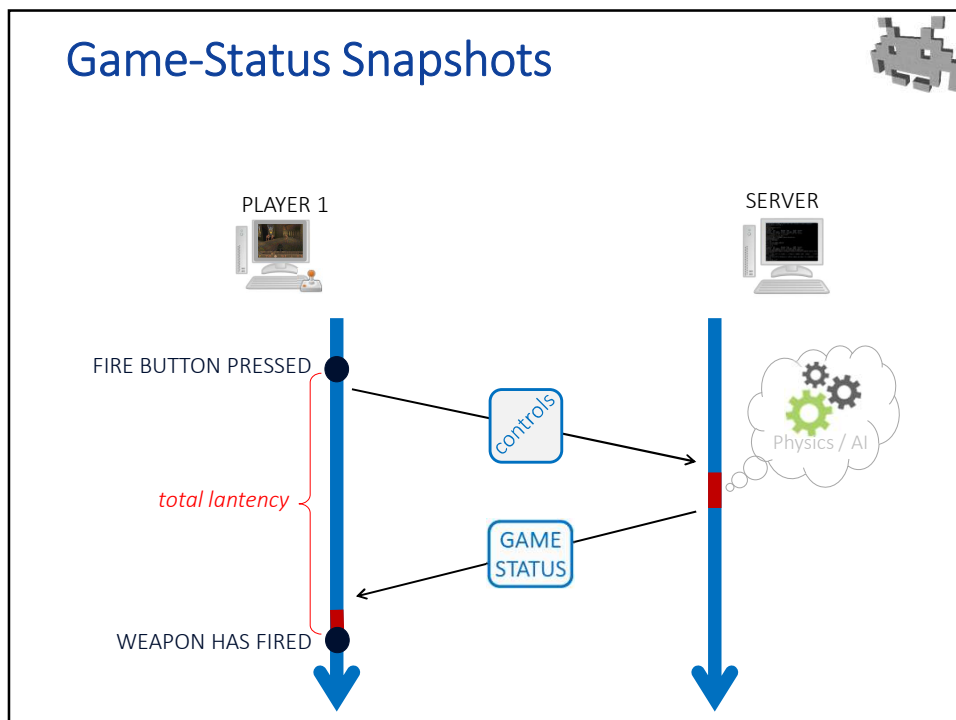 Game-Status Snapshots
PLAYER 1
SERVER
FIRE BUTTON PRESSED
controls
Physics / AI
total lantency
GAME
STATUS
WEAPON HAS FIRED